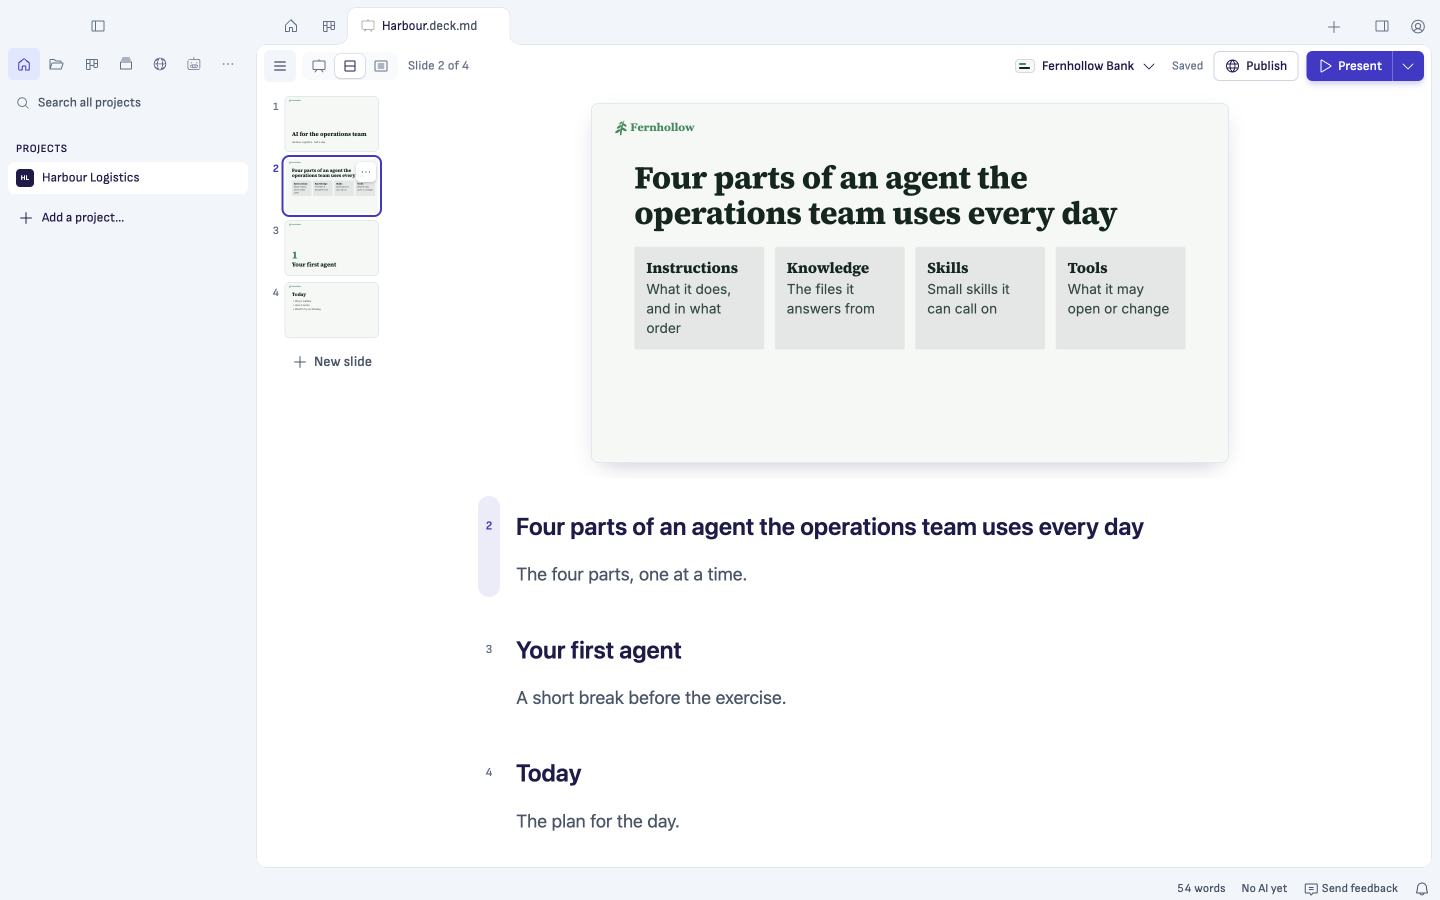 Harbour.deck.md
Slide 2 of 4
Fernhollow Bank
Saved
Publish
Present
Search all projects
PROJECTS
HL
Harbour Logistics
Add a project...
1
AI for the operations team
2
Four parts of an agent the
operations team uses every
3
1
Your first agent
4
Today
New slide
Fernhollow
Four parts of an agent the
operations team uses every day
Instructions
What it does,
and in what
order
Knowledge
The files it
answers from
Skills
Small skills it
can call on
Tools
What it may
open or change
2
Four parts of an agent the operations team uses every day
The four parts, one at a time.
3
Your first agent
A short break before the exercise.
4
Today
The plan for the day.
54 words
No AI yet
Send feedback